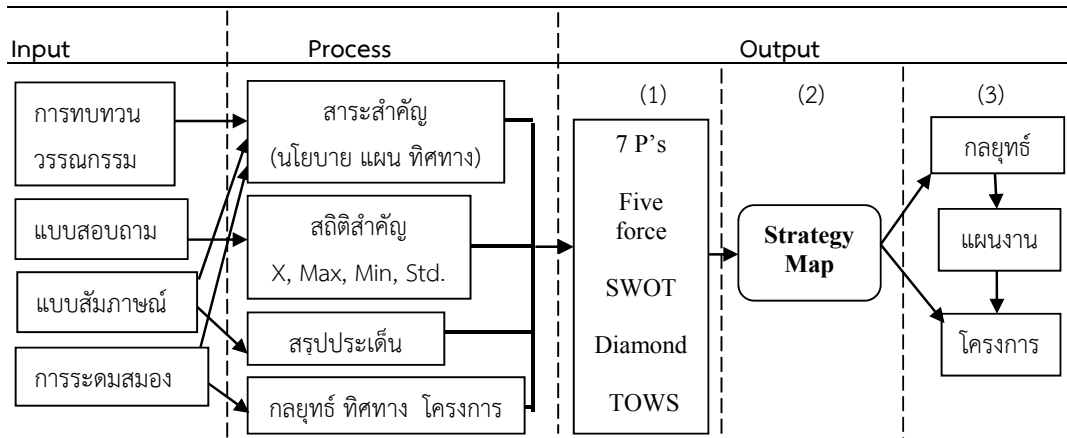 Input
Process
Output
การทบทวน
วรรณกรรม
แบบสอบถาม
แบบสัมภาษณ์
การระดมสมอง
สาระสำคัญ
(นโยบาย แผน ทิศทาง)
สถิติสำคัญ
X, Max, Min, Std.
สรุปประเด็น
กลยุทธ์ ทิศทาง โครงการ
(1)
7 P's
Five
force
SWOT
Diamond
TOWS
(2)
Strategy
Map
(3)
กลยุทธ์
แผนงาน
โครงการ